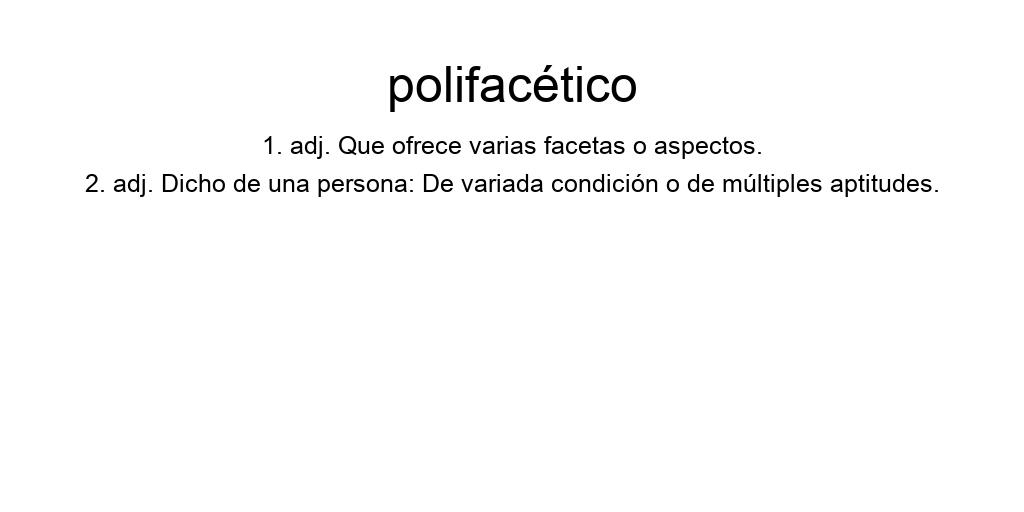 polifacético
1. adj. Que ofrece varias facetas o aspectos.
2. adj. Dicho de una persona: De variada condición o de múltiples aptitudes.